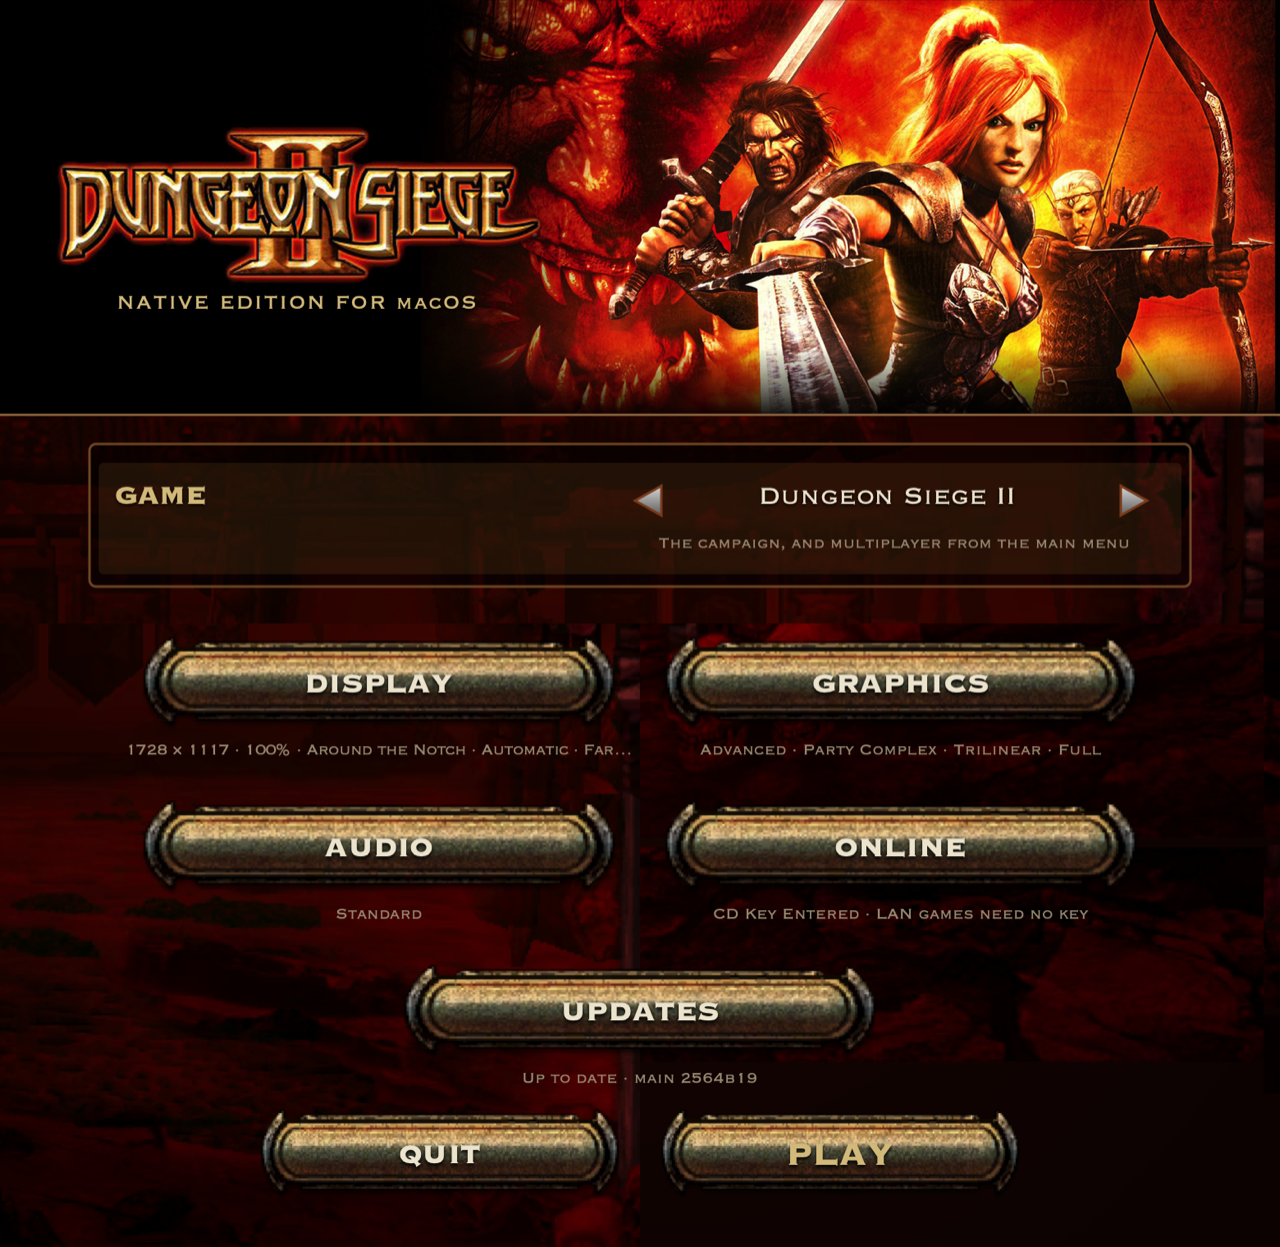 DUNGEON SIEGE II
NATIVE EDITION FOR macOS
GAME
Dungeon Siege II
The campaign, and multiplayer from the main menu
DISPLAY
GRAPHICS
1728 × 1117 · 100% · Around the Notch · Automatic · Far…
Advanced · Party Complex · Trilinear · Full
AUDIO
ONLINE
Standard
CD Key Entered · LAN games need no key
UPDATES
Up to date · main 2564b19
QUIT
PLAY